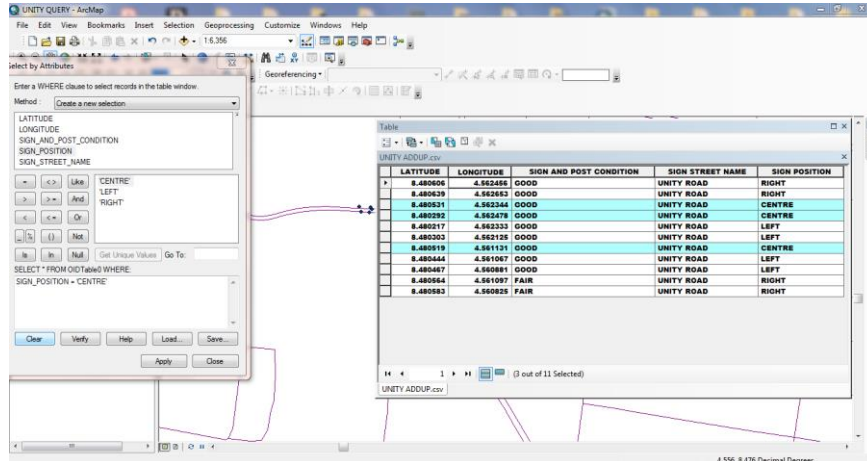 UNITY QUERY - ArcMap
File Edit View Bookmarks Insert Selection Geoprocessing Customize Windows Help
1:6,356
Georeferencing
Select by Attributes
Enter a WHERE clause to select records in the table window.
Method : Create a new selection
LATITUDE
LONGITUDE
SIGN_AND_POST_CONDITION
SIGN_POSITION
SIGN_STREET_NAME
= <> Like 'CENTRE'
'LEFT'
> >= And 'RIGHT'
< <= Or
_ % () Not
Is In Null Get Unique Values Go To:
SELECT * FROM OIDTable0 WHERE:
SIGN_POSITION = 'CENTRE'
Clear Verify Help Load... Save...
Apply Close
Table
UNITY ADDUP.csv
LATITUDE LONGITUDE SIGN AND POST CONDITION SIGN STREET NAME SIGN POSITION
8.480606 4.562456 GOOD UNITY ROAD RIGHT
8.480639 4.562653 GOOD UNITY ROAD RIGHT
8.480531 4.562344 GOOD UNITY ROAD CENTRE
8.480292 4.562478 GOOD UNITY ROAD CENTRE
8.480217 4.562333 GOOD UNITY ROAD LEFT
8.480303 4.562125 GOOD UNITY ROAD LEFT
8.480519 4.561131 GOOD UNITY ROAD CENTRE
8.480444 4.561067 GOOD UNITY ROAD LEFT
8.480467 4.560881 GOOD UNITY ROAD LEFT
8.480564 4.561097 FAIR UNITY ROAD RIGHT
8.480583 4.560825 FAIR UNITY ROAD RIGHT
1 (3 out of 11 Selected)
UNITY ADDUP.csv
4.556 8.476 Decimal Degrees